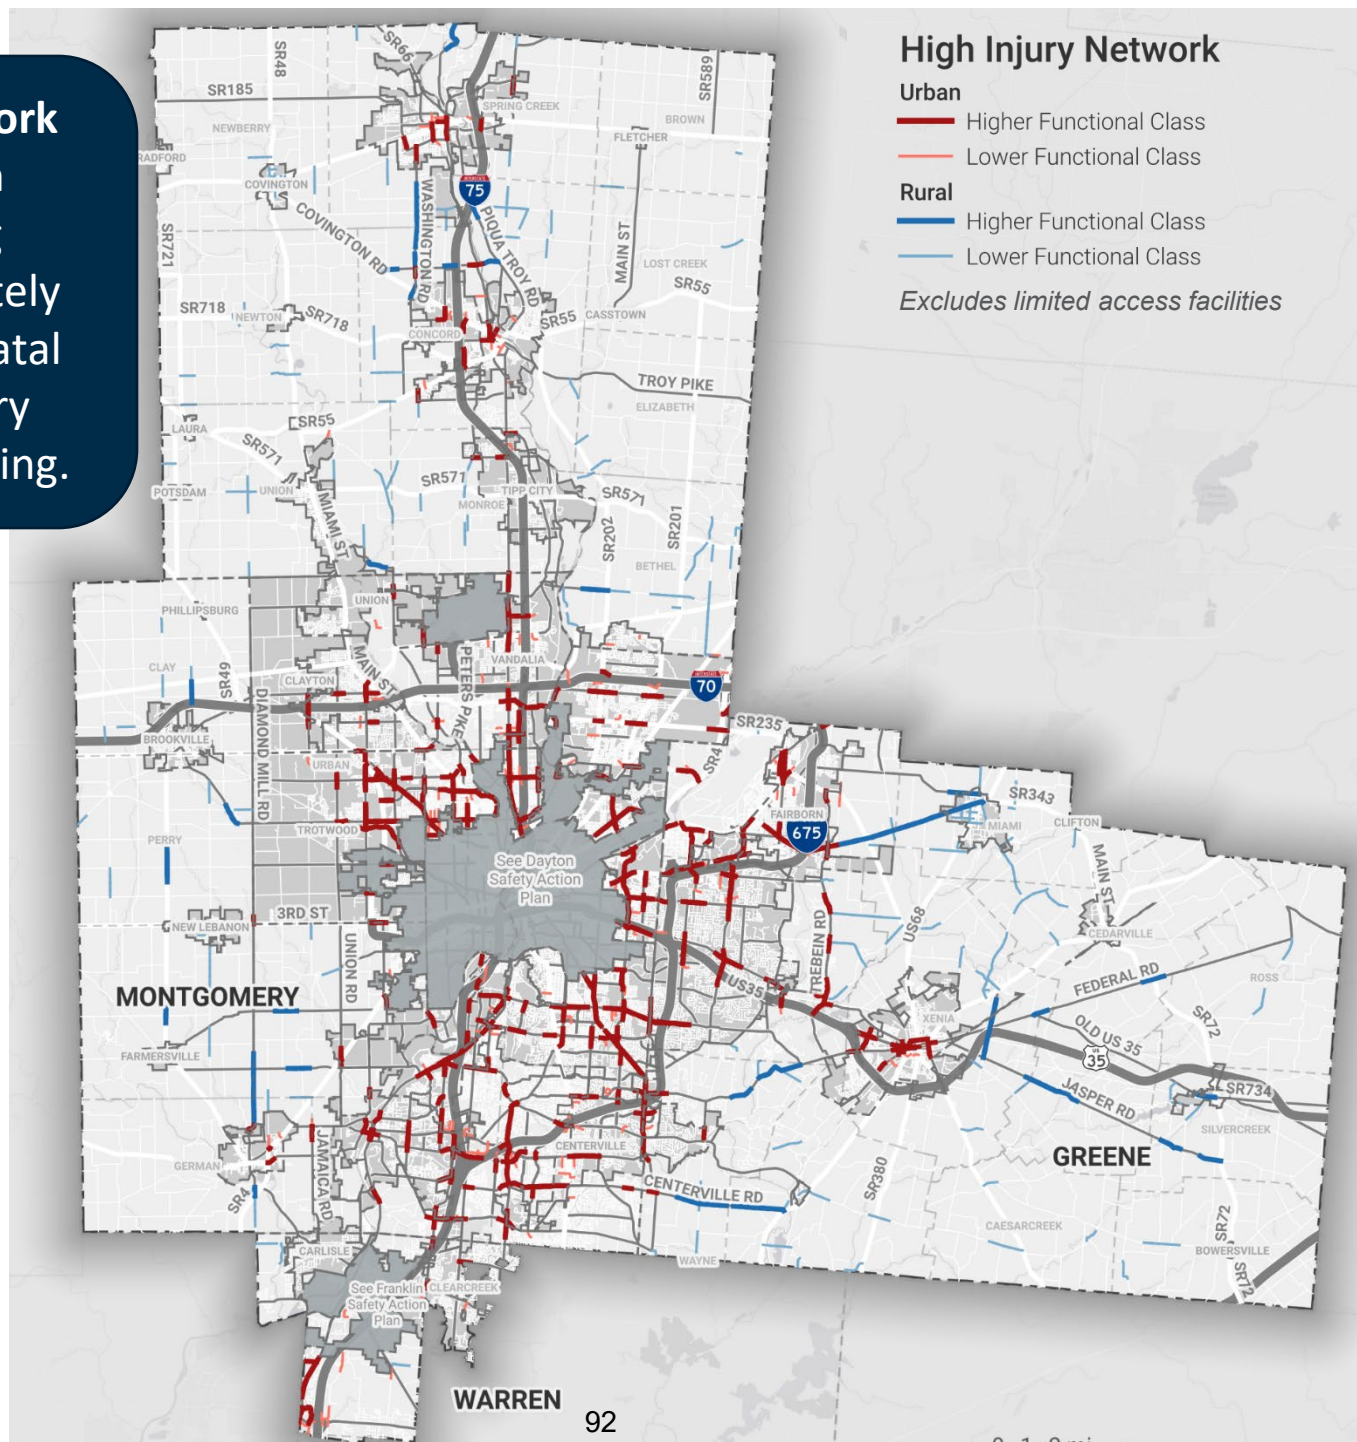 ork
n
g
tely
atal
ry
ing.
High Injury Network
Urban
Higher Functional Class
Lower Functional Class
Rural
Higher Functional Class
Lower Functional Class
Excludes limited access facilities
SR66
SR48
SR589
SR185
SPRING CREEK
BROWN
NEWBERRY
FLETCHER
RADFORD
COVINGTON
INTERSTATE
75
WASHINGTON RD
COVINGTON RD
PIQUA TROY RD
MAIN ST
SR721
LOST CREEK
SR55
SR718
NEWTON
SR718
CONCORD
SR55
CASSTOWN
TROY PIKE
ELIZABETH
LAURA
SR55
SR571
SR571
POTSDAM
UNION
TIPP CITY
MONROE
SR571
MIAMI ST
SR202
SR201
BETHEL
PHILLIPSBURG
UNION
CLAY
SR49
MAIN ST
PETERS PIKE
VANDALIA
CLAYTON
INTERSTATE
70
DIAMOND MILL RD
BROOKVILLE
SR235
URBAN
SR4
SR343
TROTWOOD
FAIRBORN
675
MIAMI
CLIFTON
PERRY
See Dayton
Safety Action
Plan
MAIN ST
3RD ST
NEW LEBANON
UNION RD
TREBEIN RD
US68
CEDARVILLE
MONTGOMERY
US35
FEDERAL RD
ROSS
XENIA
SR72
OLD US 35
US
35
FARMERSVILLE
JASPER RD
SR734
SILVERCREEK
GERMAN
JAMAICA RD
CENTERVILLE
GREENE
SR4
CENTERVILLE RD
SR380
SR72
CAESARCREEK
BOWERSVILLE
CARLISLE
WAYNE
SR72
See Franklin
Safety Action
Plan
CLEARCREEK
WARREN
92